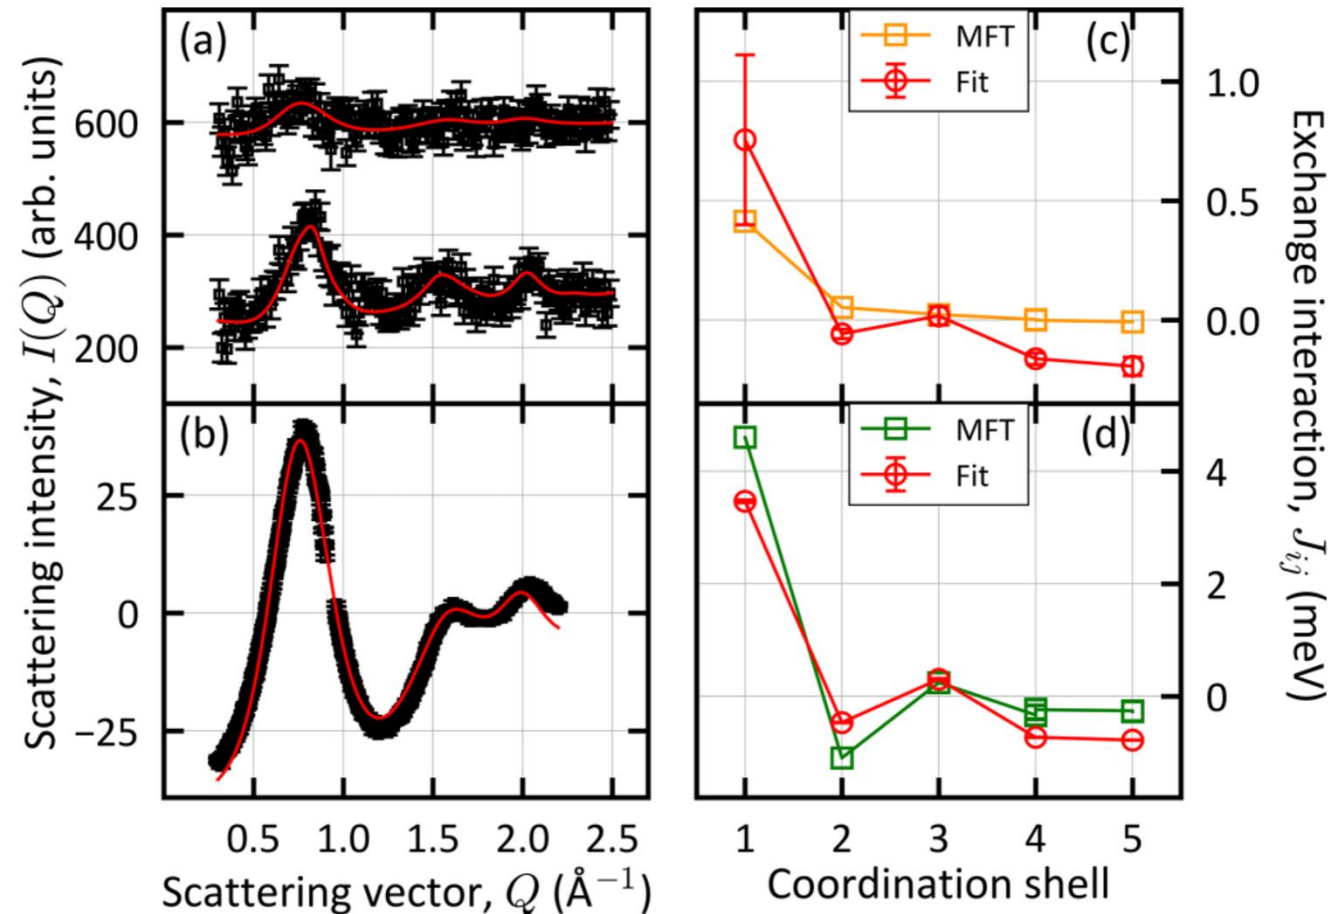 (a)
600
400
200
(b)
25
0
−25
0.5 1.0 1.5 2.0 2.5
Scattering vector, Q (Å⁻¹)
Scattering intensity, I(Q) (arb. units)
(c)
MFT
Fit
1.0
0.5
0.0
(d)
MFT
Fit
4
2
0
1 2 3 4 5
Coordination shell
Exchange interaction, J_{ij} (meV)